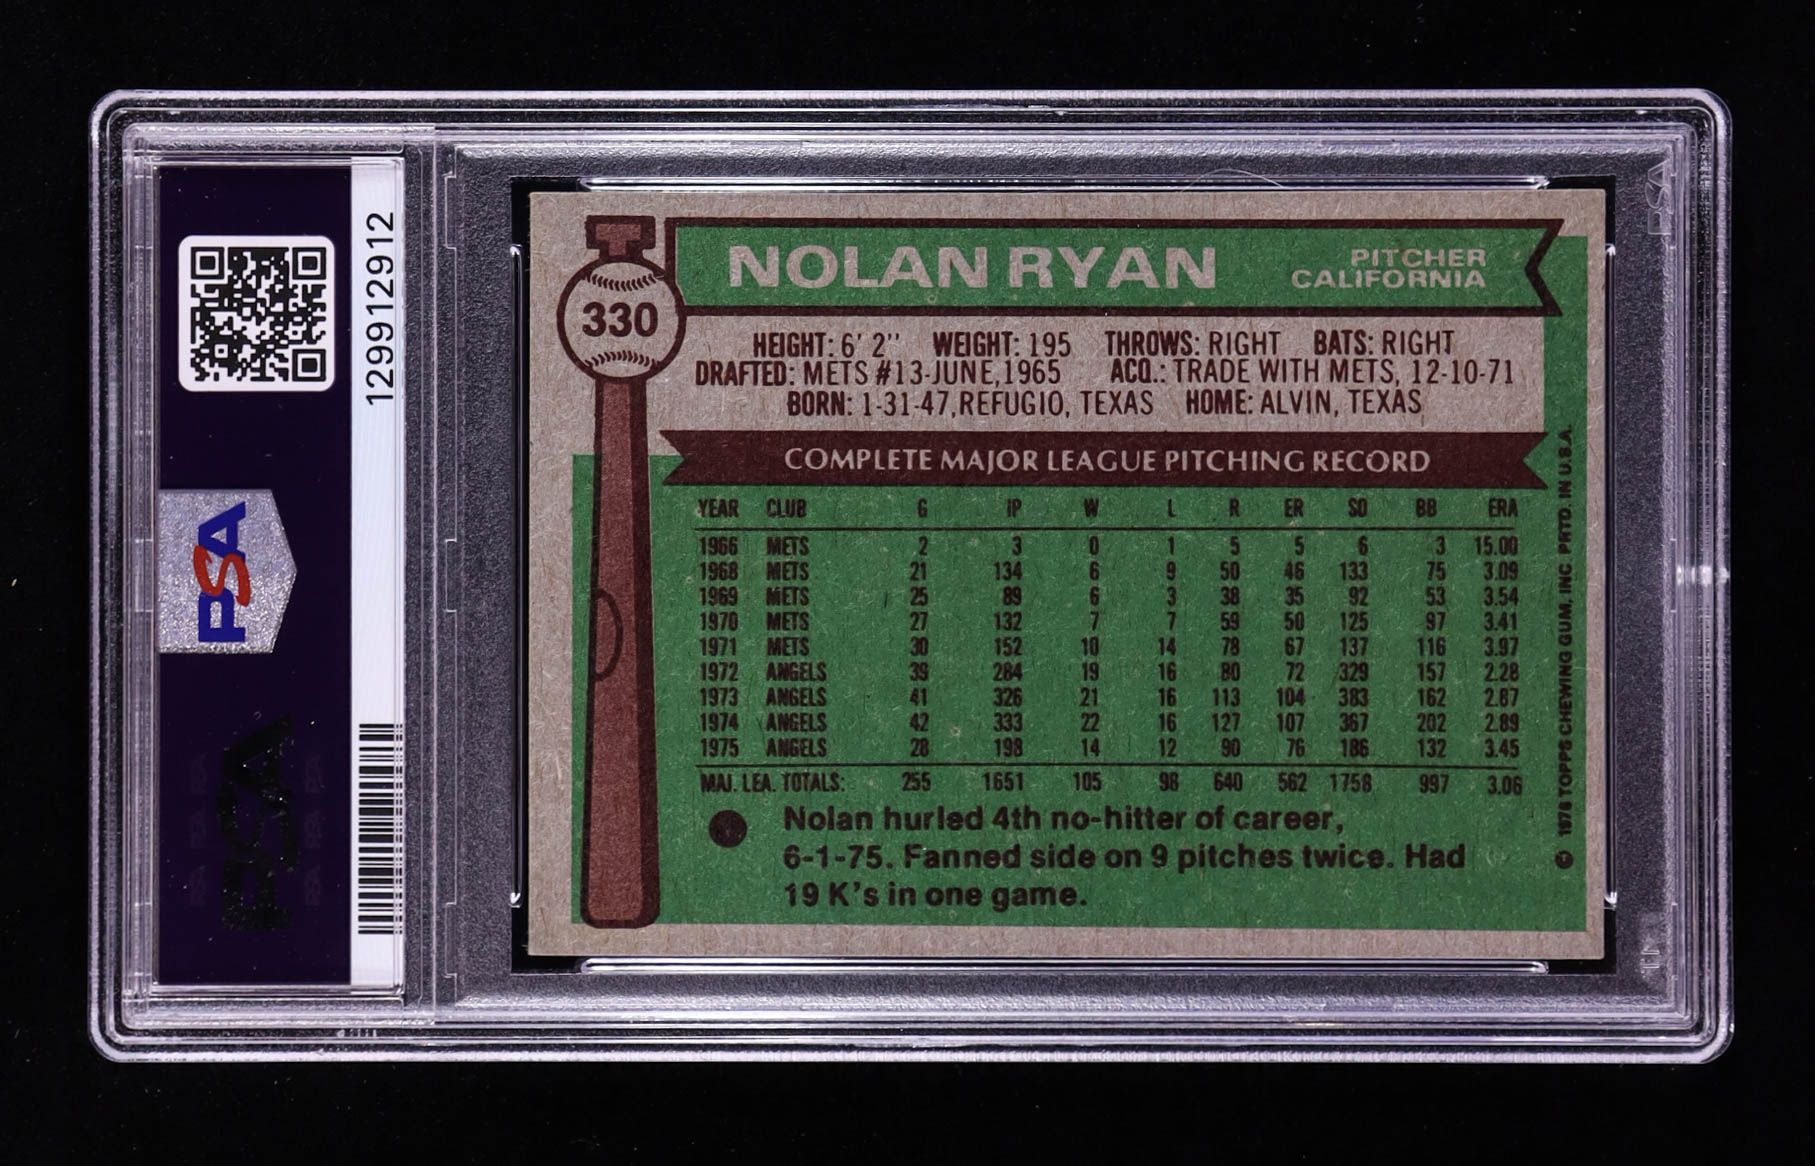 129912912
PSA
PSA
330
NOLAN RYAN
PITCHER
CALIFORNIA
HEIGHT: 6' 2" WEIGHT: 195 THROWS: RIGHT BATS: RIGHT
DRAFTED: METS #13-JUNE, 1965 ACQ.: TRADE WITH METS, 12-10-71
BORN: 1-31-47, REFUGIO, TEXAS HOME: ALVIN, TEXAS
COMPLETE MAJOR LEAGUE PITCHING RECORD
YEAR CLUB G IP W L R ER SO BB ERA
1966 METS 2 3 0 1 5 5 6 3 15.00
1968 METS 21 134 6 9 50 46 133 75 3.09
1969 METS 25 89 6 3 38 35 92 53 3.54
1970 METS 27 132 7 7 59 50 125 97 3.41
1971 METS 30 152 10 14 78 67 137 116 3.97
1972 ANGELS 39 284 19 16 80 72 329 157 2.28
1973 ANGELS 41 326 21 16 113 104 383 162 2.87
1974 ANGELS 42 333 22 16 127 107 367 202 2.89
1975 ANGELS 28 198 14 12 90 76 186 132 3.45
MAJ. LEA. TOTALS: 255 1651 105 98 640 562 1758 997 3.06
Nolan hurled 4th no-hitter of career,
6-1-75. Fanned side on 9 pitches twice. Had
19 K's in one game.
© 1976 TOPPS CHEWING GUM, INC PRTD. IN U.S.A.
PSA